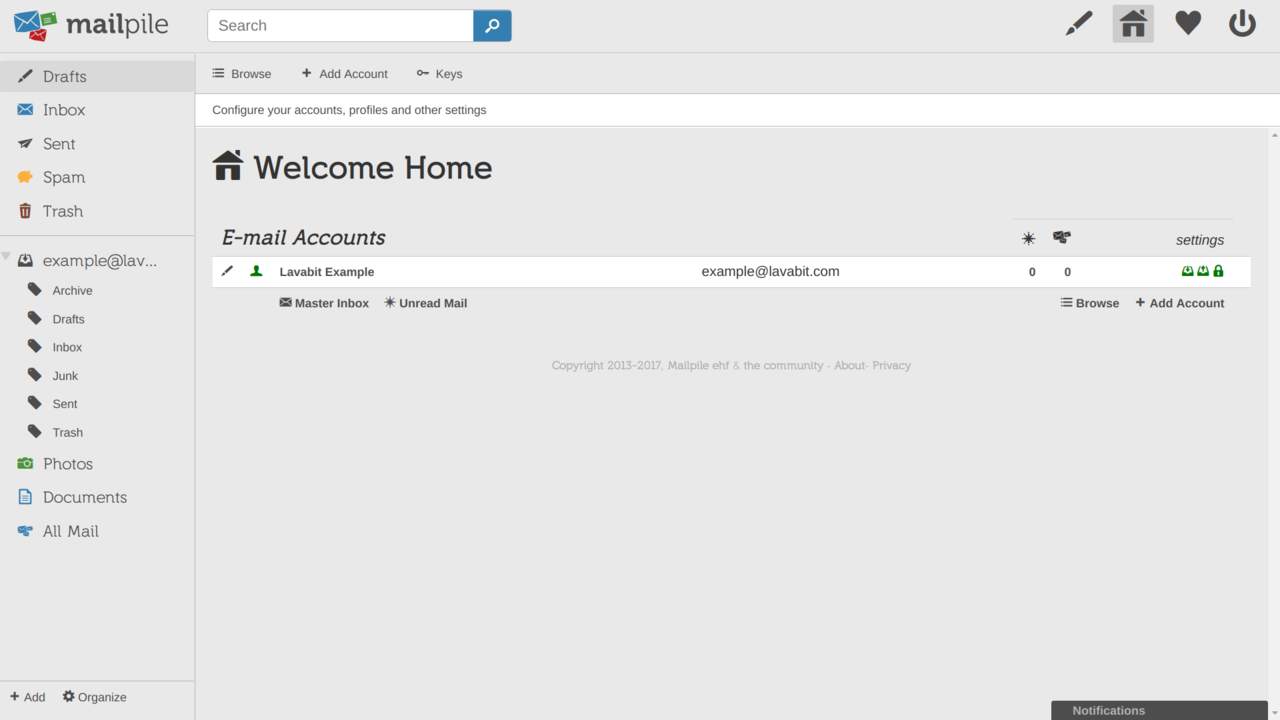 mailpile
Search
Drafts
Inbox
Sent
Spam
Trash
example@lav...
Archive
Drafts
Inbox
Junk
Sent
Trash
Photos
Documents
All Mail
Add Organize
Browse Add Account Keys
Configure your accounts, profiles and other settings
Welcome Home
E-mail Accounts settings
Lavabit Example example@lavabit.com 0 0
Master Inbox Unread Mail Browse Add Account
Copyright 2013-2017, Mailpile ehf & the community - About- Privacy
Notifications